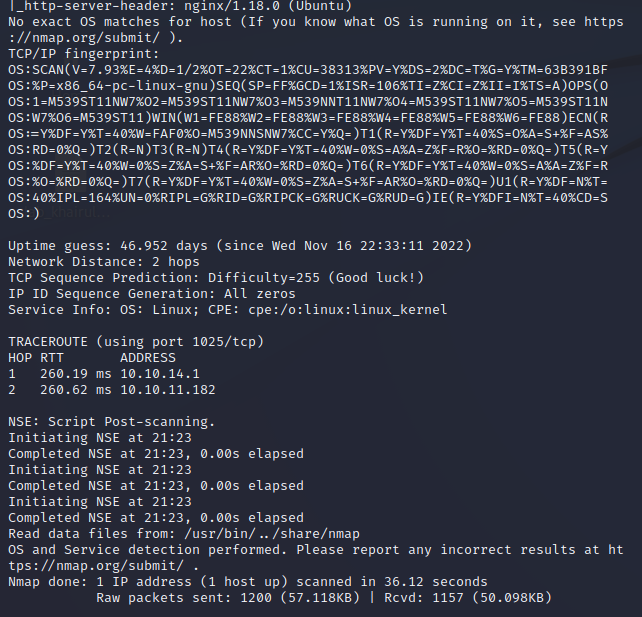 |_http-server-header: nginx/1.18.0 (Ubuntu)
No exact OS matches for host (If you know what OS is running on it, see https
://nmap.org/submit/ ).
TCP/IP fingerprint:
OS:SCAN(V=7.93%E=4%D=1/2%OT=22%CT=1%CU=38313%PV=Y%DS=2%DC=T%G=Y%TM=63B391BF
OS:%P=x86_64-pc-linux-gnu)SEQ(SP=FF%GCD=1%ISR=106%TI=Z%CI=Z%II=I%TS=A)OPS(O
OS:1=M539ST11NW7%O2=M539ST11NW7%O3=M539NNT11NW7%O4=M539ST11NW7%O5=M539ST11N
OS:W7%O6=M539ST11)WIN(W1=FE88%W2=FE88%W3=FE88%W4=FE88%W5=FE88%W6=FE88)ECN(R
OS:=Y%DF=Y%T=40%W=FAF0%O=M539NNSNW7%CC=Y%Q=)T1(R=Y%DF=Y%T=40%S=O%A=S+%F=AS%
OS:RD=0%Q=)T2(R=N)T3(R=N)T4(R=Y%DF=Y%T=40%W=0%S=A%A=Z%F=R%O=%RD=0%Q=)T5(R=Y
OS:%DF=Y%T=40%W=0%S=Z%A=S+%F=AR%O=%RD=0%Q=)T6(R=Y%DF=Y%T=40%W=0%S=A%A=Z%F=R
OS:%O=%RD=0%Q=)T7(R=Y%DF=Y%T=40%W=0%S=Z%A=S+%F=AR%O=%RD=0%Q=)U1(R=Y%DF=N%T=
OS:40%IPL=164%UN=0%RIPL=G%RID=G%RIPCK=G%RUCK=G%RUD=G)IE(R=Y%DFI=N%T=40%CD=S
OS:)
Uptime guess: 46.952 days (since Wed Nov 16 22:33:11 2022)
Network Distance: 2 hops
TCP Sequence Prediction: Difficulty=255 (Good luck!)
IP ID Sequence Generation: All zeros
Service Info: OS: Linux; CPE: cpe:/o:linux:linux_kernel
TRACEROUTE (using port 1025/tcp)
HOP RTT       ADDRESS
1   260.19 ms 10.10.14.1
2   260.62 ms 10.10.11.182
NSE: Script Post-scanning.
Initiating NSE at 21:23
Completed NSE at 21:23, 0.00s elapsed
Initiating NSE at 21:23
Completed NSE at 21:23, 0.00s elapsed
Initiating NSE at 21:23
Completed NSE at 21:23, 0.00s elapsed
Read data files from: /usr/bin/../share/nmap
OS and Service detection performed. Please report any incorrect results at ht
tps://nmap.org/submit/ .
Nmap done: 1 IP address (1 host up) scanned in 36.12 seconds
           Raw packets sent: 1200 (57.118KB) | Rcvd: 1157 (50.098KB)